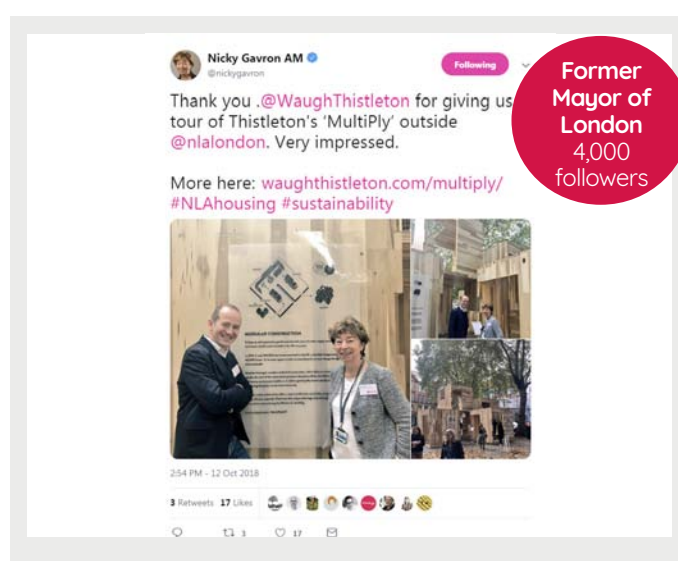 Nicky Gavron AM
@nickygavron
Following
Thank you .@WaughThistleton for giving us
tour of Thistleton's 'MultiPly' outside
@nlalondon. Very impressed.
More here: waughthistleton.com/multiply/
#NLAhousing #sustainability
Former
Mayor of
London
4,000
followers
MODULAR CONSTRUCTION
2:54 PM - 12 Oct 2018
3 Retweets 17 Likes
1 17